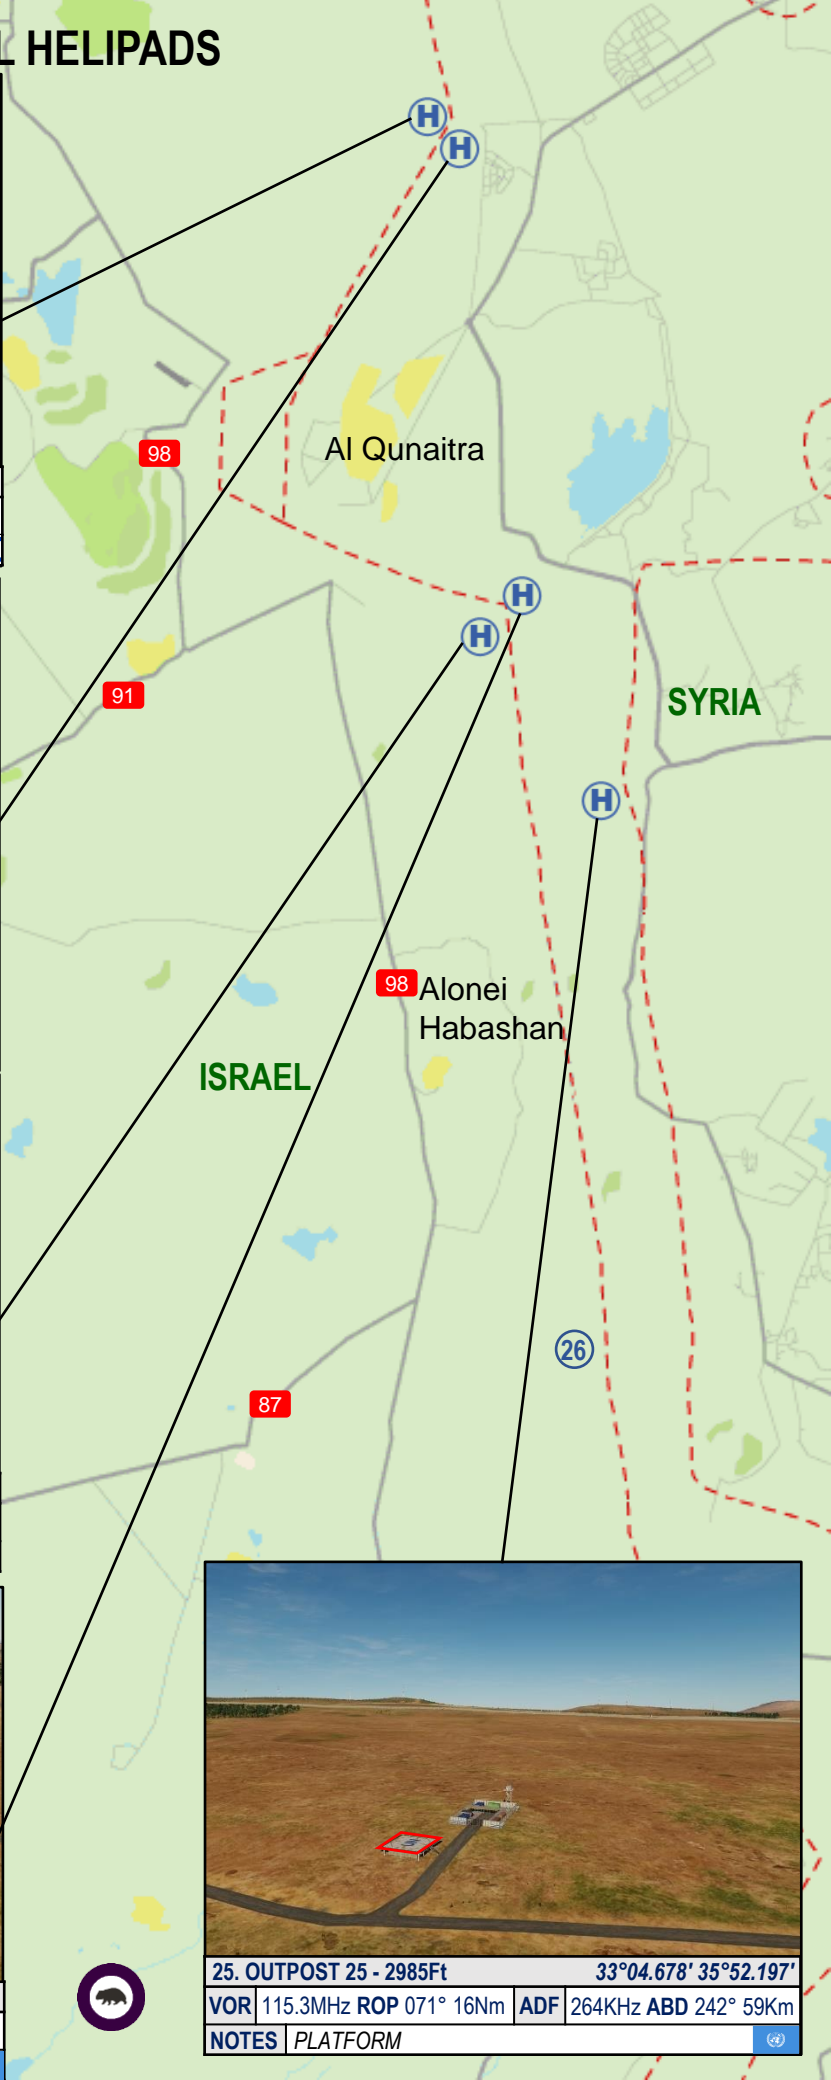 L HELIPADS
H
H
Al Qunaitra
98
H
H
91
SYRIA
H
98
Alonei
Habashan
ISRAEL
26
87
25. OUTPOST 25 - 2985Ft 33°04.678' 35°52.197'
VOR 115.3MHz ROP 071° 16Nm ADF 264KHz ABD 242° 59Km
NOTES PLATFORM